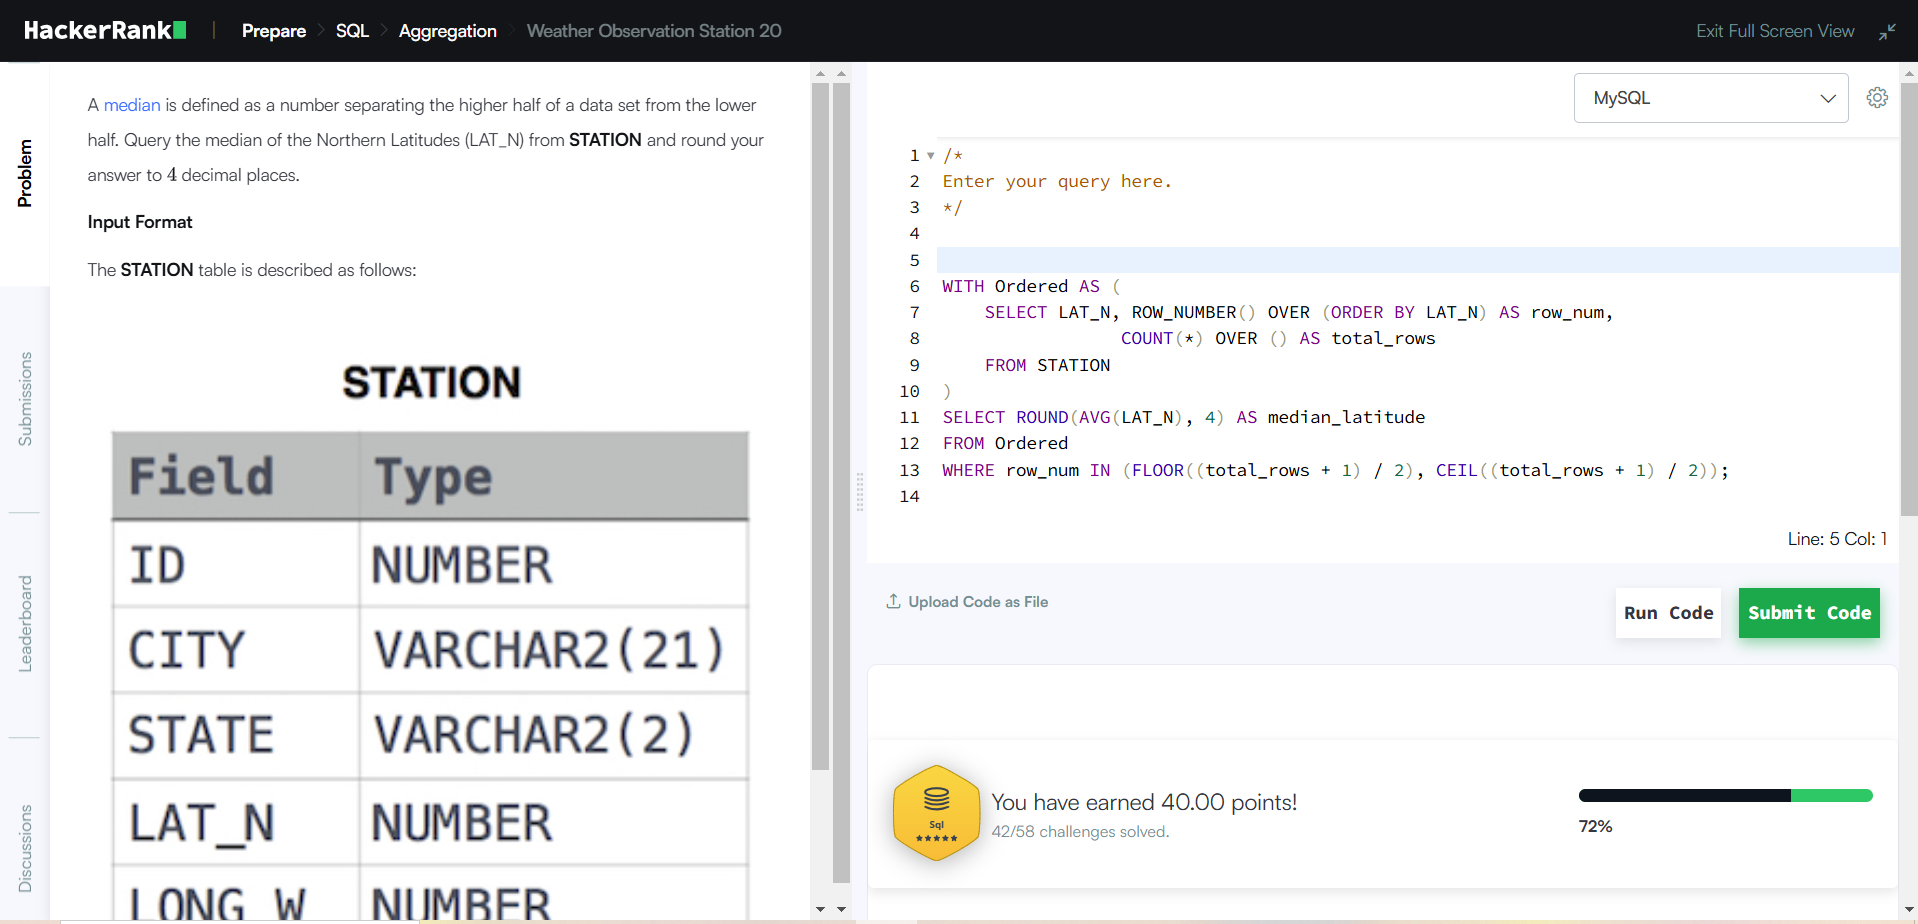 HackerRank
Prepare
SQL
Aggregation
Weather Observation Station 20
Exit Full Screen View
Problem
Submissions
Leaderboard
Discussions
A median is defined as a number separating the higher half of a data set from the lower
half. Query the median of the Northern Latitudes (LAT_N) from STATION and round your
answer to 4 decimal places.
Input Format
The STATION table is described as follows:
STATION
Field Type
ID NUMBER
CITY VARCHAR2(21)
STATE VARCHAR2(2)
LAT_N NUMBER
LONG_W NUMBER
MySQL
1 /*
2 Enter your query here.
3 */
4
5
6 WITH Ordered AS (
7     SELECT LAT_N, ROW_NUMBER() OVER (ORDER BY LAT_N) AS row_num,
8                  COUNT(*) OVER () AS total_rows
9     FROM STATION
10 )
11 SELECT ROUND(AVG(LAT_N), 4) AS median_latitude
12 FROM Ordered
13 WHERE row_num IN (FLOOR((total_rows + 1) / 2), CEIL((total_rows + 1) / 2));
14
Line: 5 Col: 1
Upload Code as File
Run Code
Submit Code
Sql
You have earned 40.00 points!
42/58 challenges solved.
72%